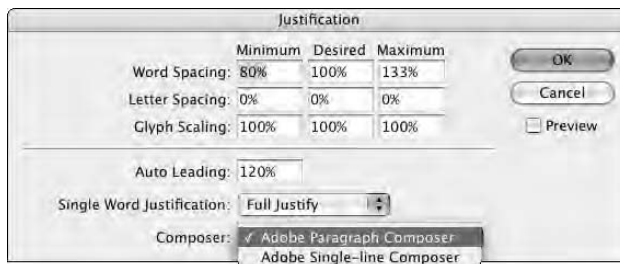 Justification
Minimum Desired Maximum
Word Spacing: 80% 100% 133% OK
Letter Spacing: 0% 0% 0% Cancel
Glyph Scaling: 100% 100% 100% Preview
Auto Leading: 120%
Single Word Justification: Full Justify
Composer: ✓ Adobe Paragraph Composer
Adobe Single-line Composer